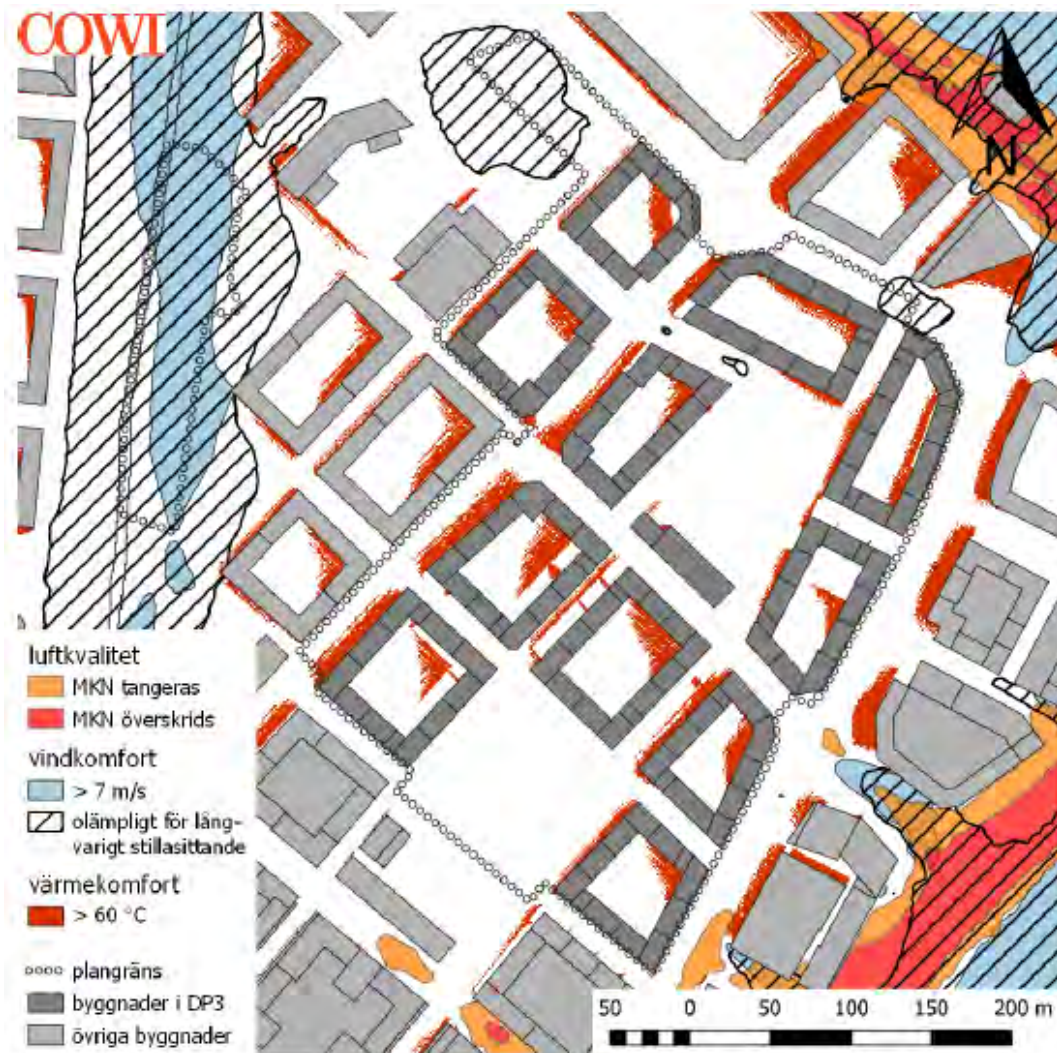 COWI
N
luftkvalitet
MKN tangeras
MKN överskrids
vindkomfort
> 7 m/s
olämpligt för lång-
varigt stillasittande
värmekomfort
> 60 °C
plangräns
byggnader i DP3
övriga byggnader
50 0 50 100 150 200 m